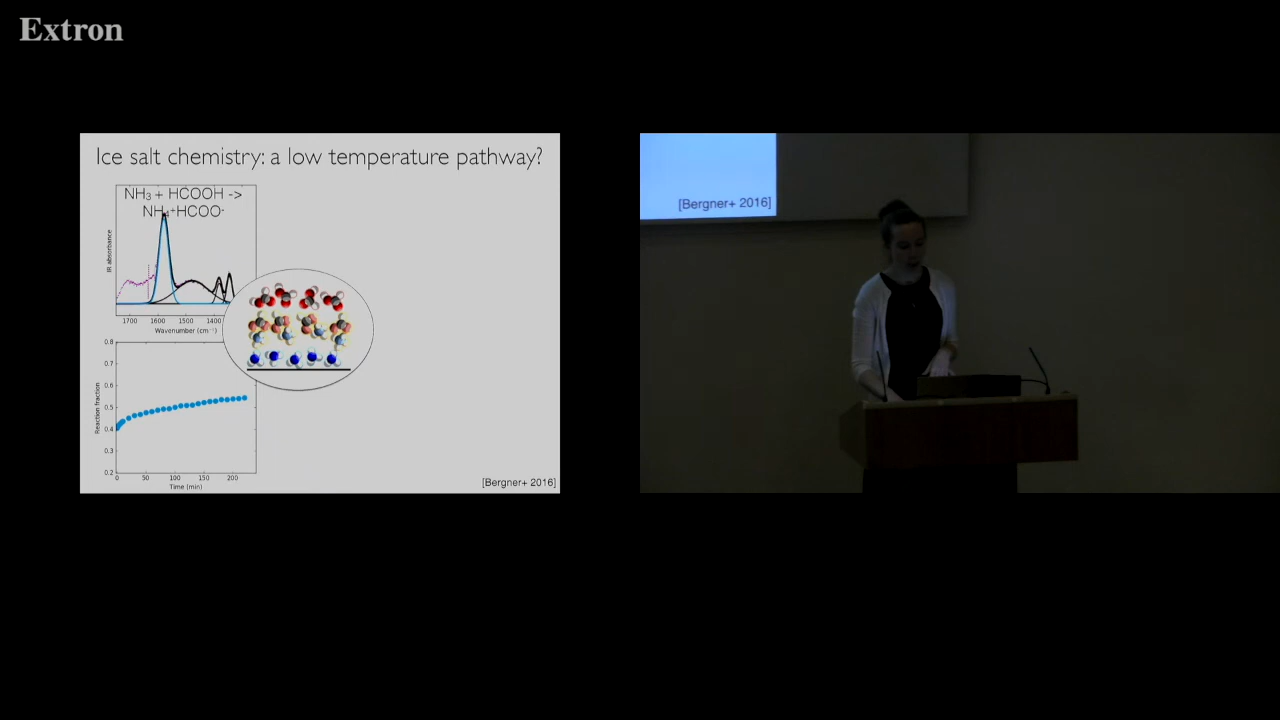 Extron
Ice salt chemistry: a low temperature pathway?
NH3 + HCOOH ->
NH4+HCOO-
IR absorbance
1700 1600 1500 1400
Wavenumber (cm⁻¹)
0.8
0.7
0.6
0.5
0.4
0.3
0.2
Reaction fraction
0 50 100 150 200
Time (min)
[Bergner+ 2016]
[Bergner+ 2016]